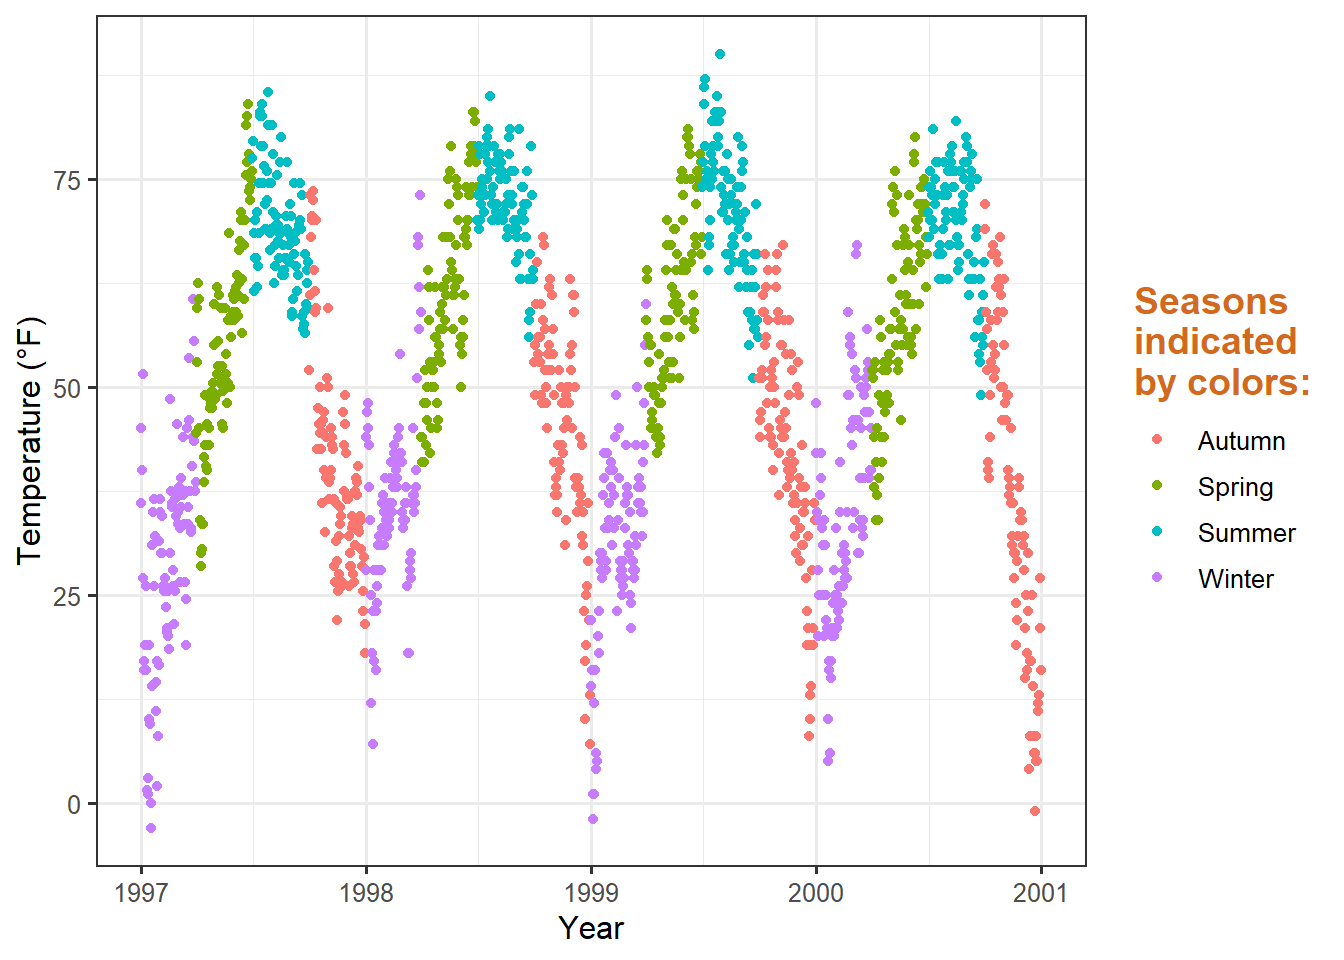 75
50
25
0
Temperature (°F)
1997 1998 1999 2000 2001
Year
Seasons
indicated
by colors:
Autumn
Spring
Summer
Winter